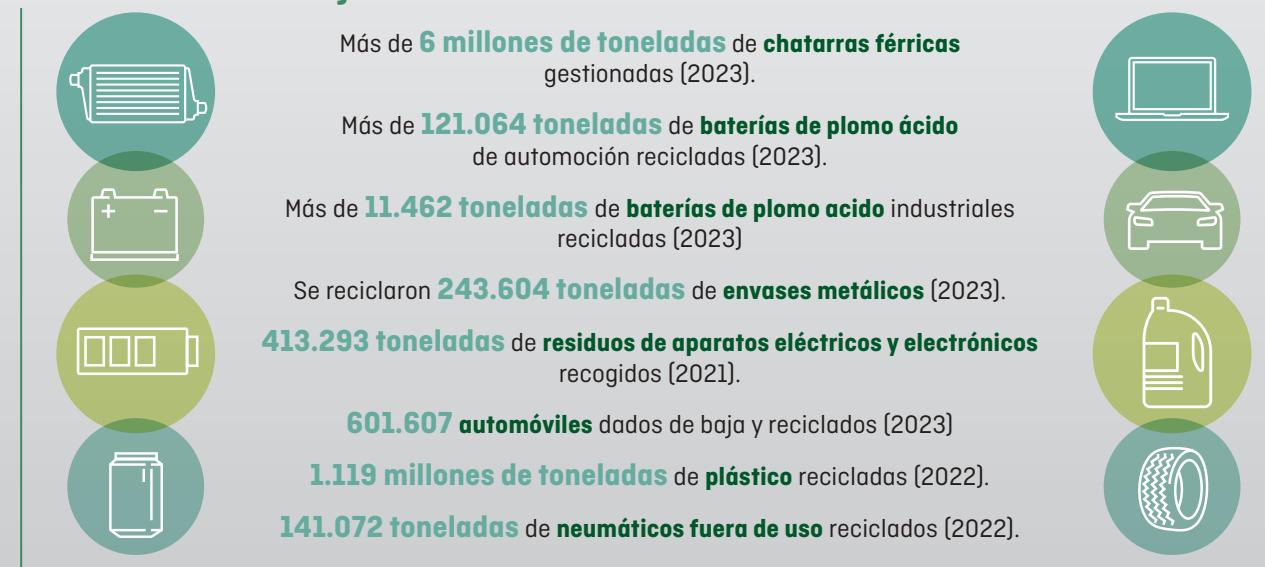 Más de 6 millones de toneladas de chatarras férricas
gestionadas (2023).
Más de 121.064 toneladas de baterías de plomo ácido
de automoción recicladas (2023).
Más de 11.462 toneladas de baterías de plomo acido industriales
recicladas (2023)
Se reciclaron 243.604 toneladas de envases metálicos (2023).
413.293 toneladas de residuos de aparatos eléctricos y electrónicos
recogidos (2021).
601.607 automóviles dados de baja y reciclados (2023)
1.119 millones de toneladas de plástico recicladas (2022).
141.072 toneladas de neumáticos fuera de uso reciclados (2022).